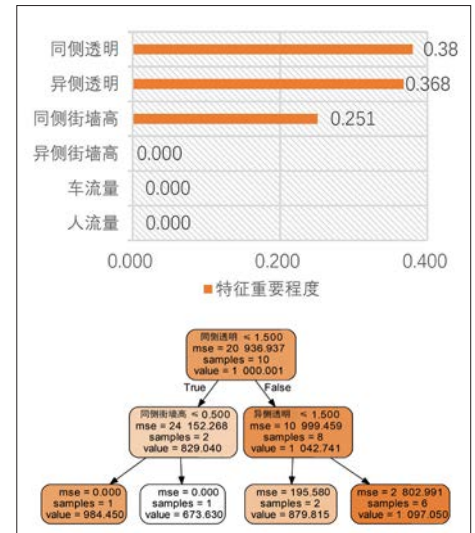 同侧透明 0.38
异侧透明 0.368
同侧街墙高 0.251
异侧街墙高 0.000
车流量 0.000
人流量 0.000
0.000 0.200 0.400
特征重要程度
同侧透明 ≤ 1.500
mse = 20 936.937
samples = 10
value = 1 000.001
True False
同侧街墙高 ≤ 0.500
mse = 24 152.268
samples = 2
value = 829.040
异侧透明 ≤ 1.500
mse = 10 999.459
samples = 8
value = 1 042.741
mse = 0.000
samples = 1
value = 984.450
mse = 0.000
samples = 1
value = 673.630
mse = 195.580
samples = 2
value = 879.815
mse = 2 802.991
samples = 6
value = 1 097.050